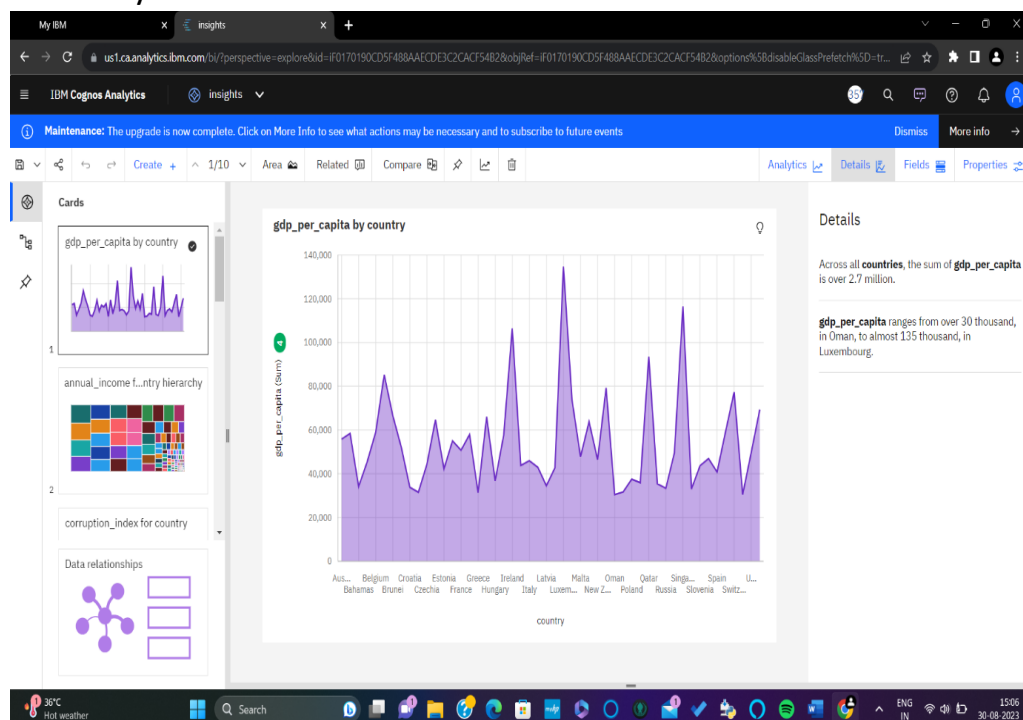 My IBM
insights
us1.ca.analytics.ibm.com/bi/?perspective=explore&id=iF0170190CD5F488AAECDE3C2CACF54B2&objRef=iF0170190CD5F488AAECDE3C2CACF54B2&options%5BdisableGlassPrefetch%5D=tr...
IBM Cognos Analytics
insights
35
Maintenance: The upgrade is now complete. Click on More Info to see what actions may be necessary and to subscribe to future events
Dismiss
More info
Create +
1/10
Area
Related
Compare
Analytics
Details
Fields
Properties
Cards
gdp_per_capita by country
1
annual_income f...ntry hierarchy
2
corruption_index for country
Data relationships
gdp_per_capita by country
140,000
120,000
100,000
80,000
60,000
40,000
20,000
0
gdp_per_capita (Sum)
4
Aus... Belgium Croatia Estonia Greece Ireland Latvia Malta Oman Qatar Singa... Spain U...
Bahamas Brunei Czechia France Hungary Italy Luxem... New Z... Poland Russia Slovenia Switz...
country
Details
Across all countries, the sum of gdp_per_capita
is over 2.7 million.
gdp_per_capita ranges from over 30 thousand,
in Oman, to almost 135 thousand, in
Luxembourg.
36°C
Hot weather
Search
ENG
IN
15:06
30-08-2023